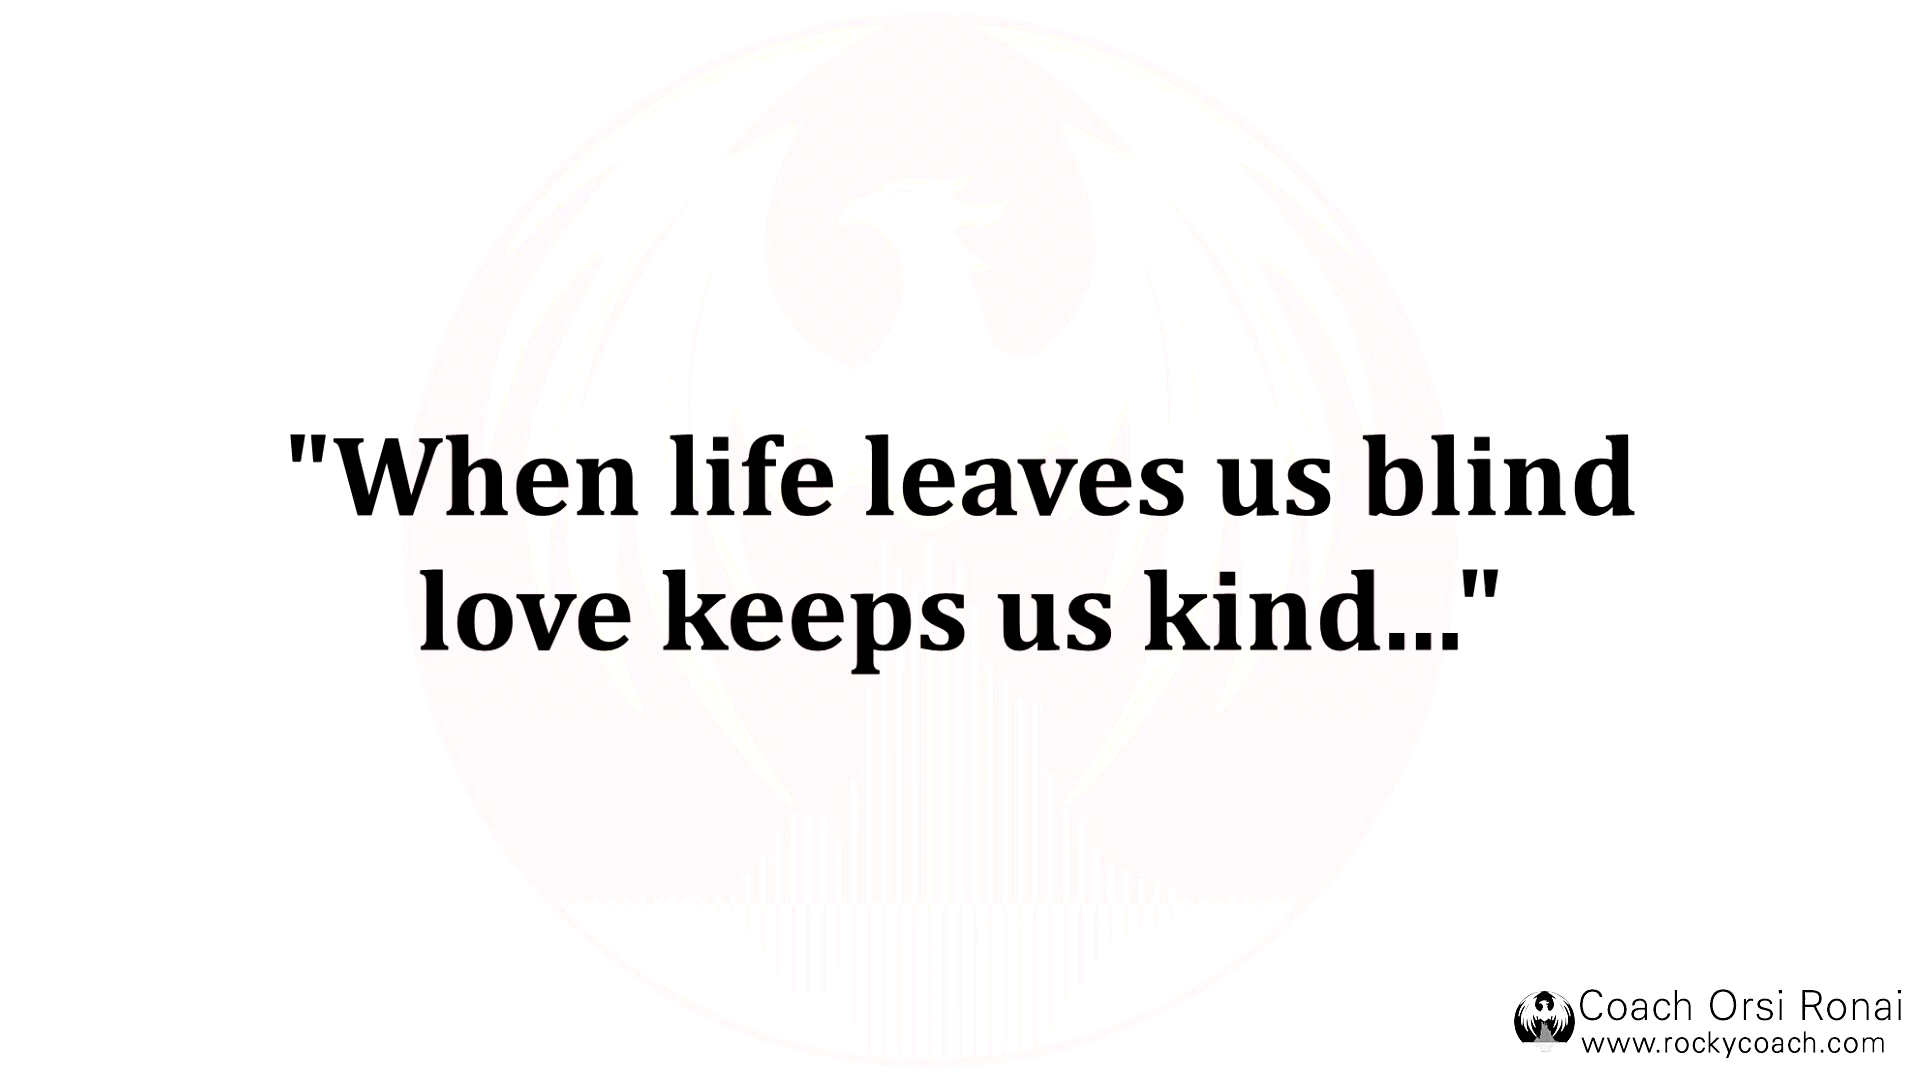 "When life leaves us blind
love keeps us kind..."
Coach Orsi Ronai
www.rockycoach.com